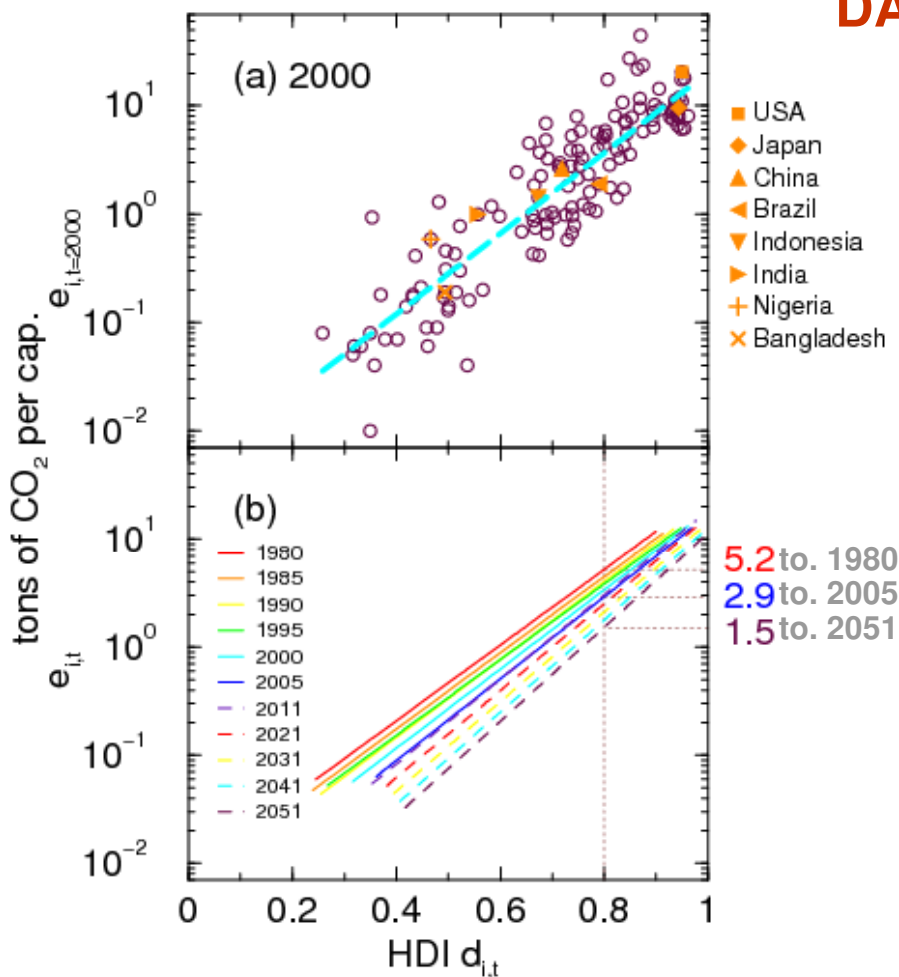 DA
(a) 2000
10¹
10⁰
10⁻¹
10⁻²
e_{i,t=2000}
USA
Japan
China
Brazil
Indonesia
India
Nigeria
Bangladesh
tons of CO₂ per cap.
(b)
10¹
10⁰
10⁻¹
10⁻²
e_{i,t}
1980
1985
1990
1995
2000
2005
2011
2021
2031
2041
2051
5.2 to. 1980
2.9 to. 2005
1.5 to. 2051
0 0.2 0.4 0.6 0.8 1
HDI d_{i,t}